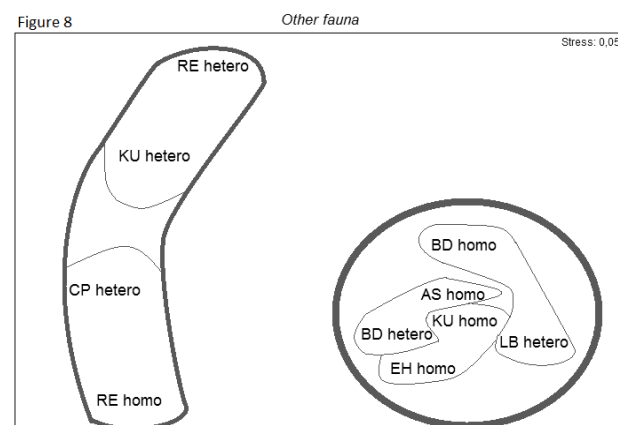 Figure 8
Other fauna
Stress: 0,05
RE hetero
KU hetero
CP hetero
RE homo
BD homo
AS homo
KU homo
BD hetero
LB hetero
EH homo